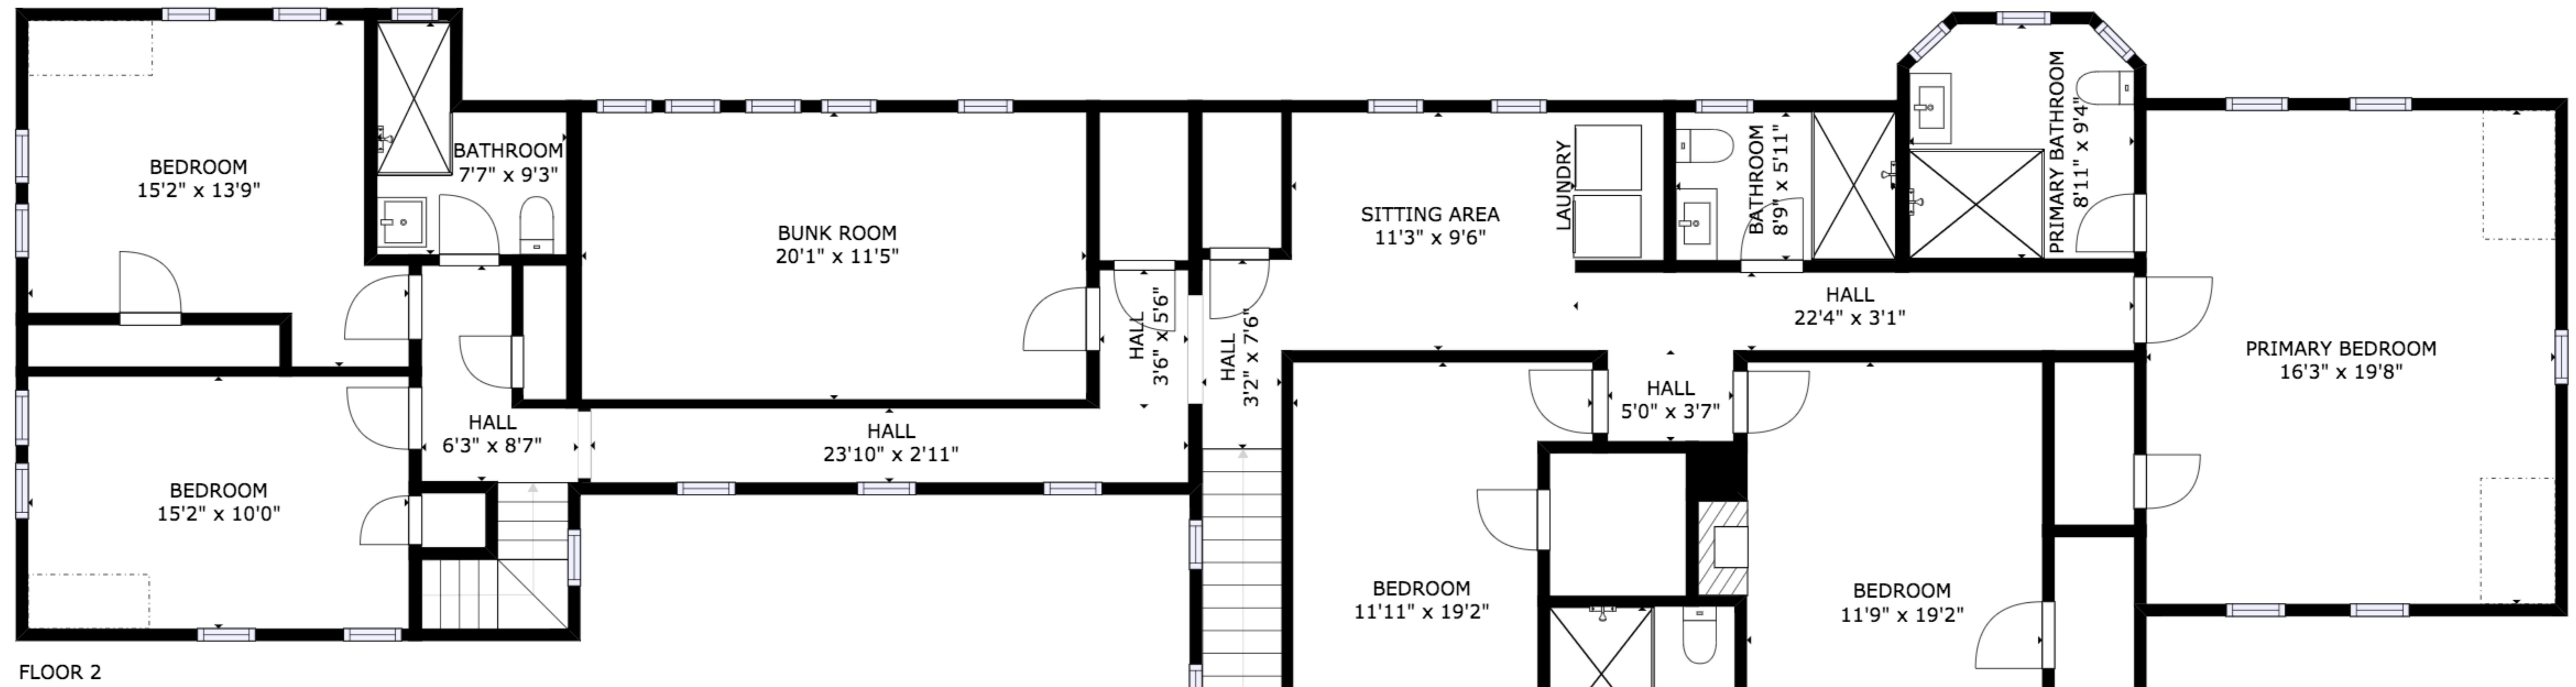 BEDROOM
15'2" x 13'9"
BATHROOM
7'7" x 9'3"
BUNK ROOM
20'1" x 11'5"
HALL
3'6" x 5'6"
HALL
3'2" x 7'6"
SITTING AREA
11'3" x 9'6"
LAUNDRY
BATHROOM
8'9" x 5'11"
PRIMARY BATHROOM
8'11" x 9'4"
HALL
22'4" x 3'1"
PRIMARY BEDROOM
16'3" x 19'8"
HALL
5'0" x 3'7"
HALL
6'3" x 8'7"
HALL
23'10" x 2'11"
BEDROOM
15'2" x 10'0"
BEDROOM
11'11" x 19'2"
BEDROOM
11'9" x 19'2"
FLOOR 2